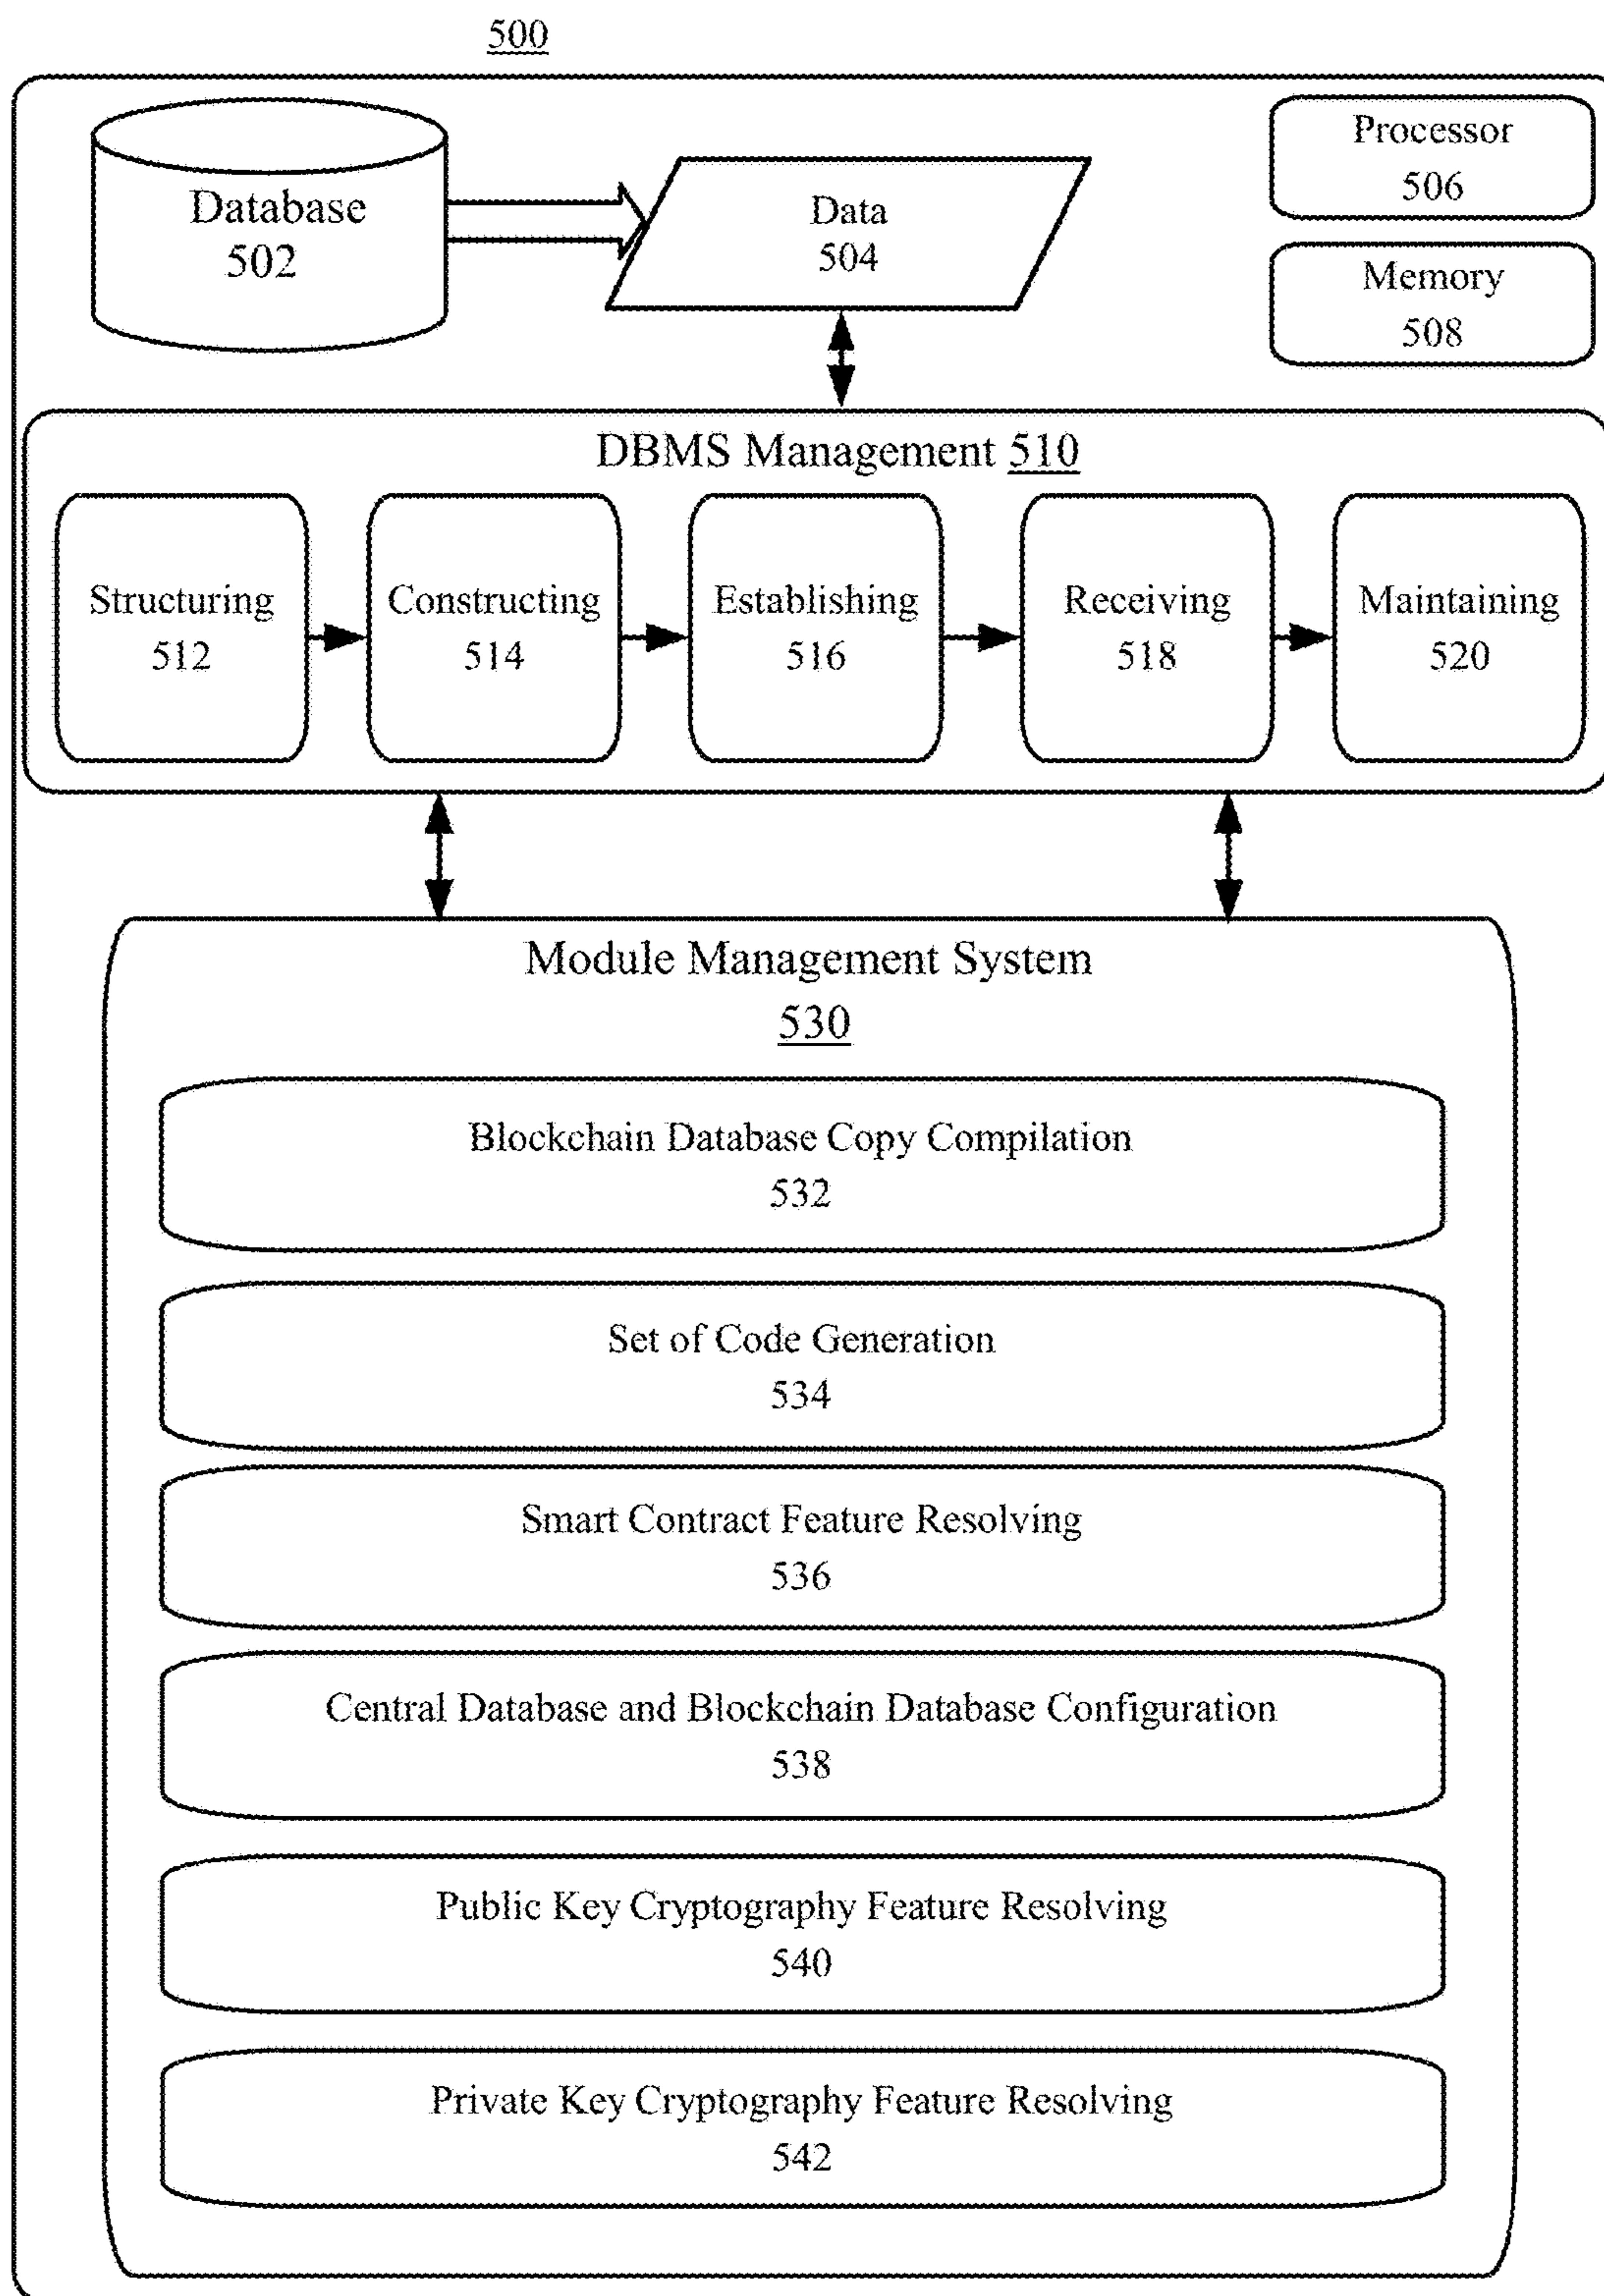 500
Database
502
Data
504
Processor
506
Memory
508
DBMS Management 510
Structuring
512
Constructing
514
Establishing
516
Receiving
518
Maintaining
520
Module Management System
530
Blockchain Database Copy Compilation
532
Set of Code Generation
534
Smart Contract Feature Resolving
536
Central Database and Blockchain Database Configuration
538
Public Key Cryptography Feature Resolving
540
Private Key Cryptography Feature Resolving
542